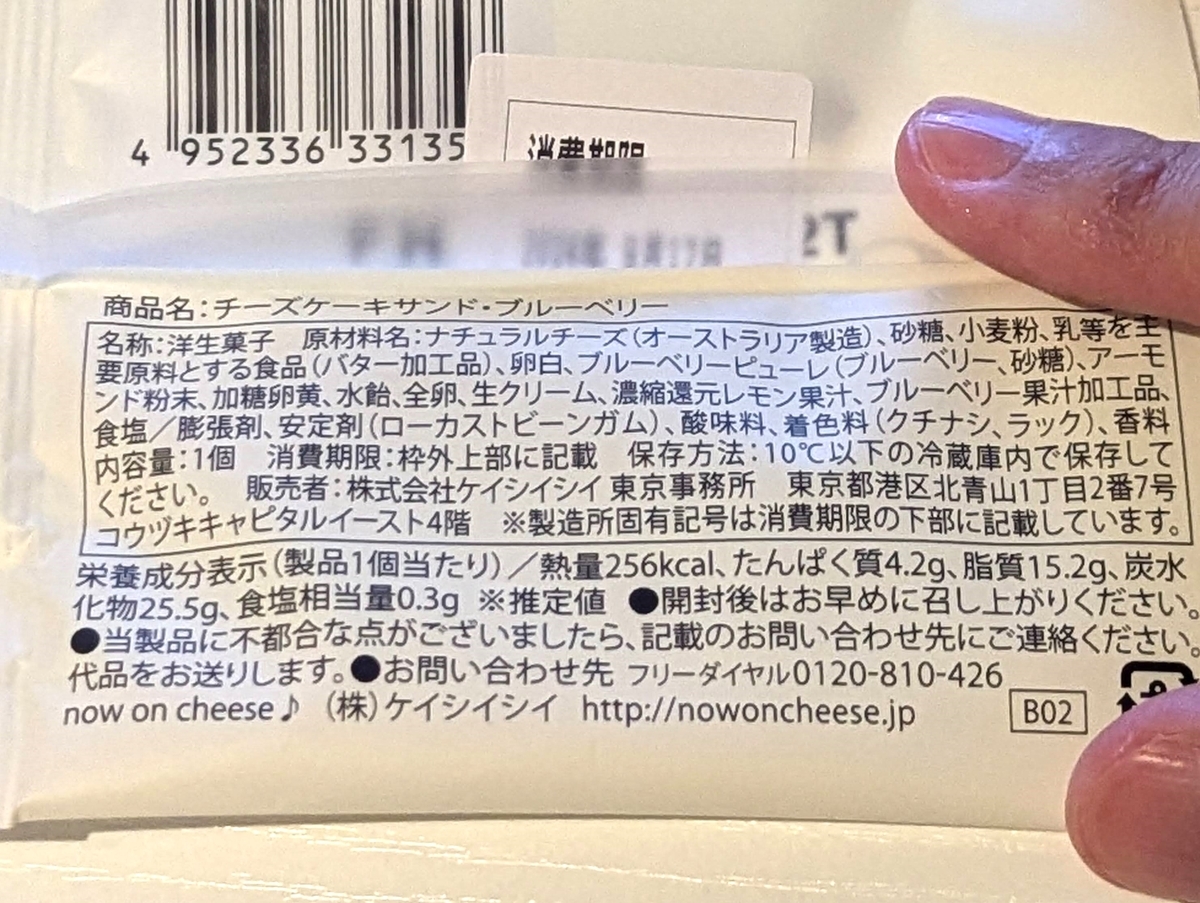 4 952336 33135
消費期限
2T
商品名：チーズケーキサンド・ブルーベリー
名称：洋生菓子 原材料名：ナチュラルチーズ（オーストラリア製造）、砂糖、小麦粉、乳等を主
要原料とする食品（バター加工品）、卵白、ブルーベリーピューレ（ブルーベリー、砂糖）、アーモ
ンド粉末、加糖卵黄、水飴、全卵、生クリーム、濃縮還元レモン果汁、ブルーベリー果汁加工品、
食塩／膨張剤、安定剤（ローカストビーンガム）、酸味料、着色料（クチナシ、ラック）、香料
内容量：1個 消費期限：枠外上部に記載 保存方法：10℃以下の冷蔵庫内で保存して
ください。 販売者：株式会社ケイシイシイ 東京事務所 東京都港区北青山1丁目2番7号
コウヅキキャピタルイースト4階 ※製造所固有記号は消費期限の下部に記載しています。
栄養成分表示（製品1個当たり）／熱量256kcal、たんぱく質4.2g、脂質15.2g、炭水
化物25.5g、食塩相当量0.3g ※推定値 ●開封後はお早めに召し上がりください。
●当製品に不都合な点がございましたら、記載のお問い合わせ先にご連絡ください。
代品をお送りします。●お問い合わせ先 フリーダイヤル0120-810-426
now on cheese♪（株）ケイシイシイ http://nowoncheese.jp
B02